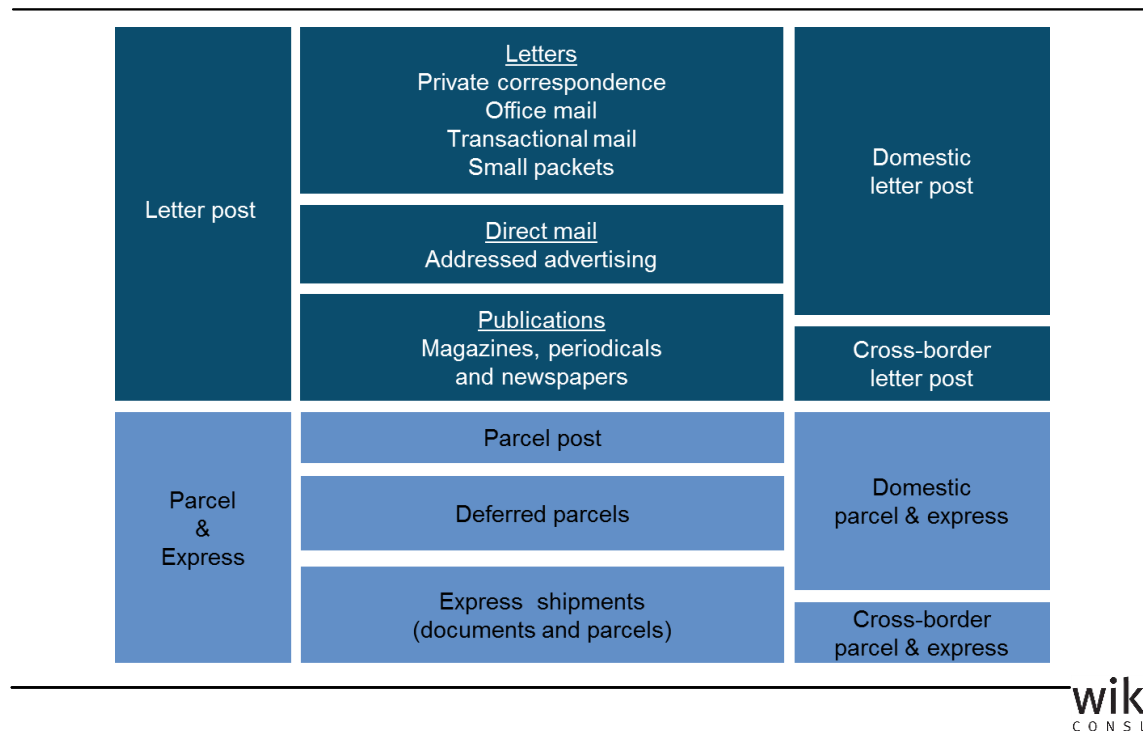 Letter post
Letters
Private correspondence
Office mail
Transactional mail
Small packets
Direct mail
Addressed advertising
Publications
Magazines, periodicals
and newspapers
Domestic
letter post
Cross-border
letter post
Parcel
&
Express
Parcel post
Deferred parcels
Express shipments
(documents and parcels)
Domestic
parcel & express
Cross-border
parcel & express
wik
CONSU